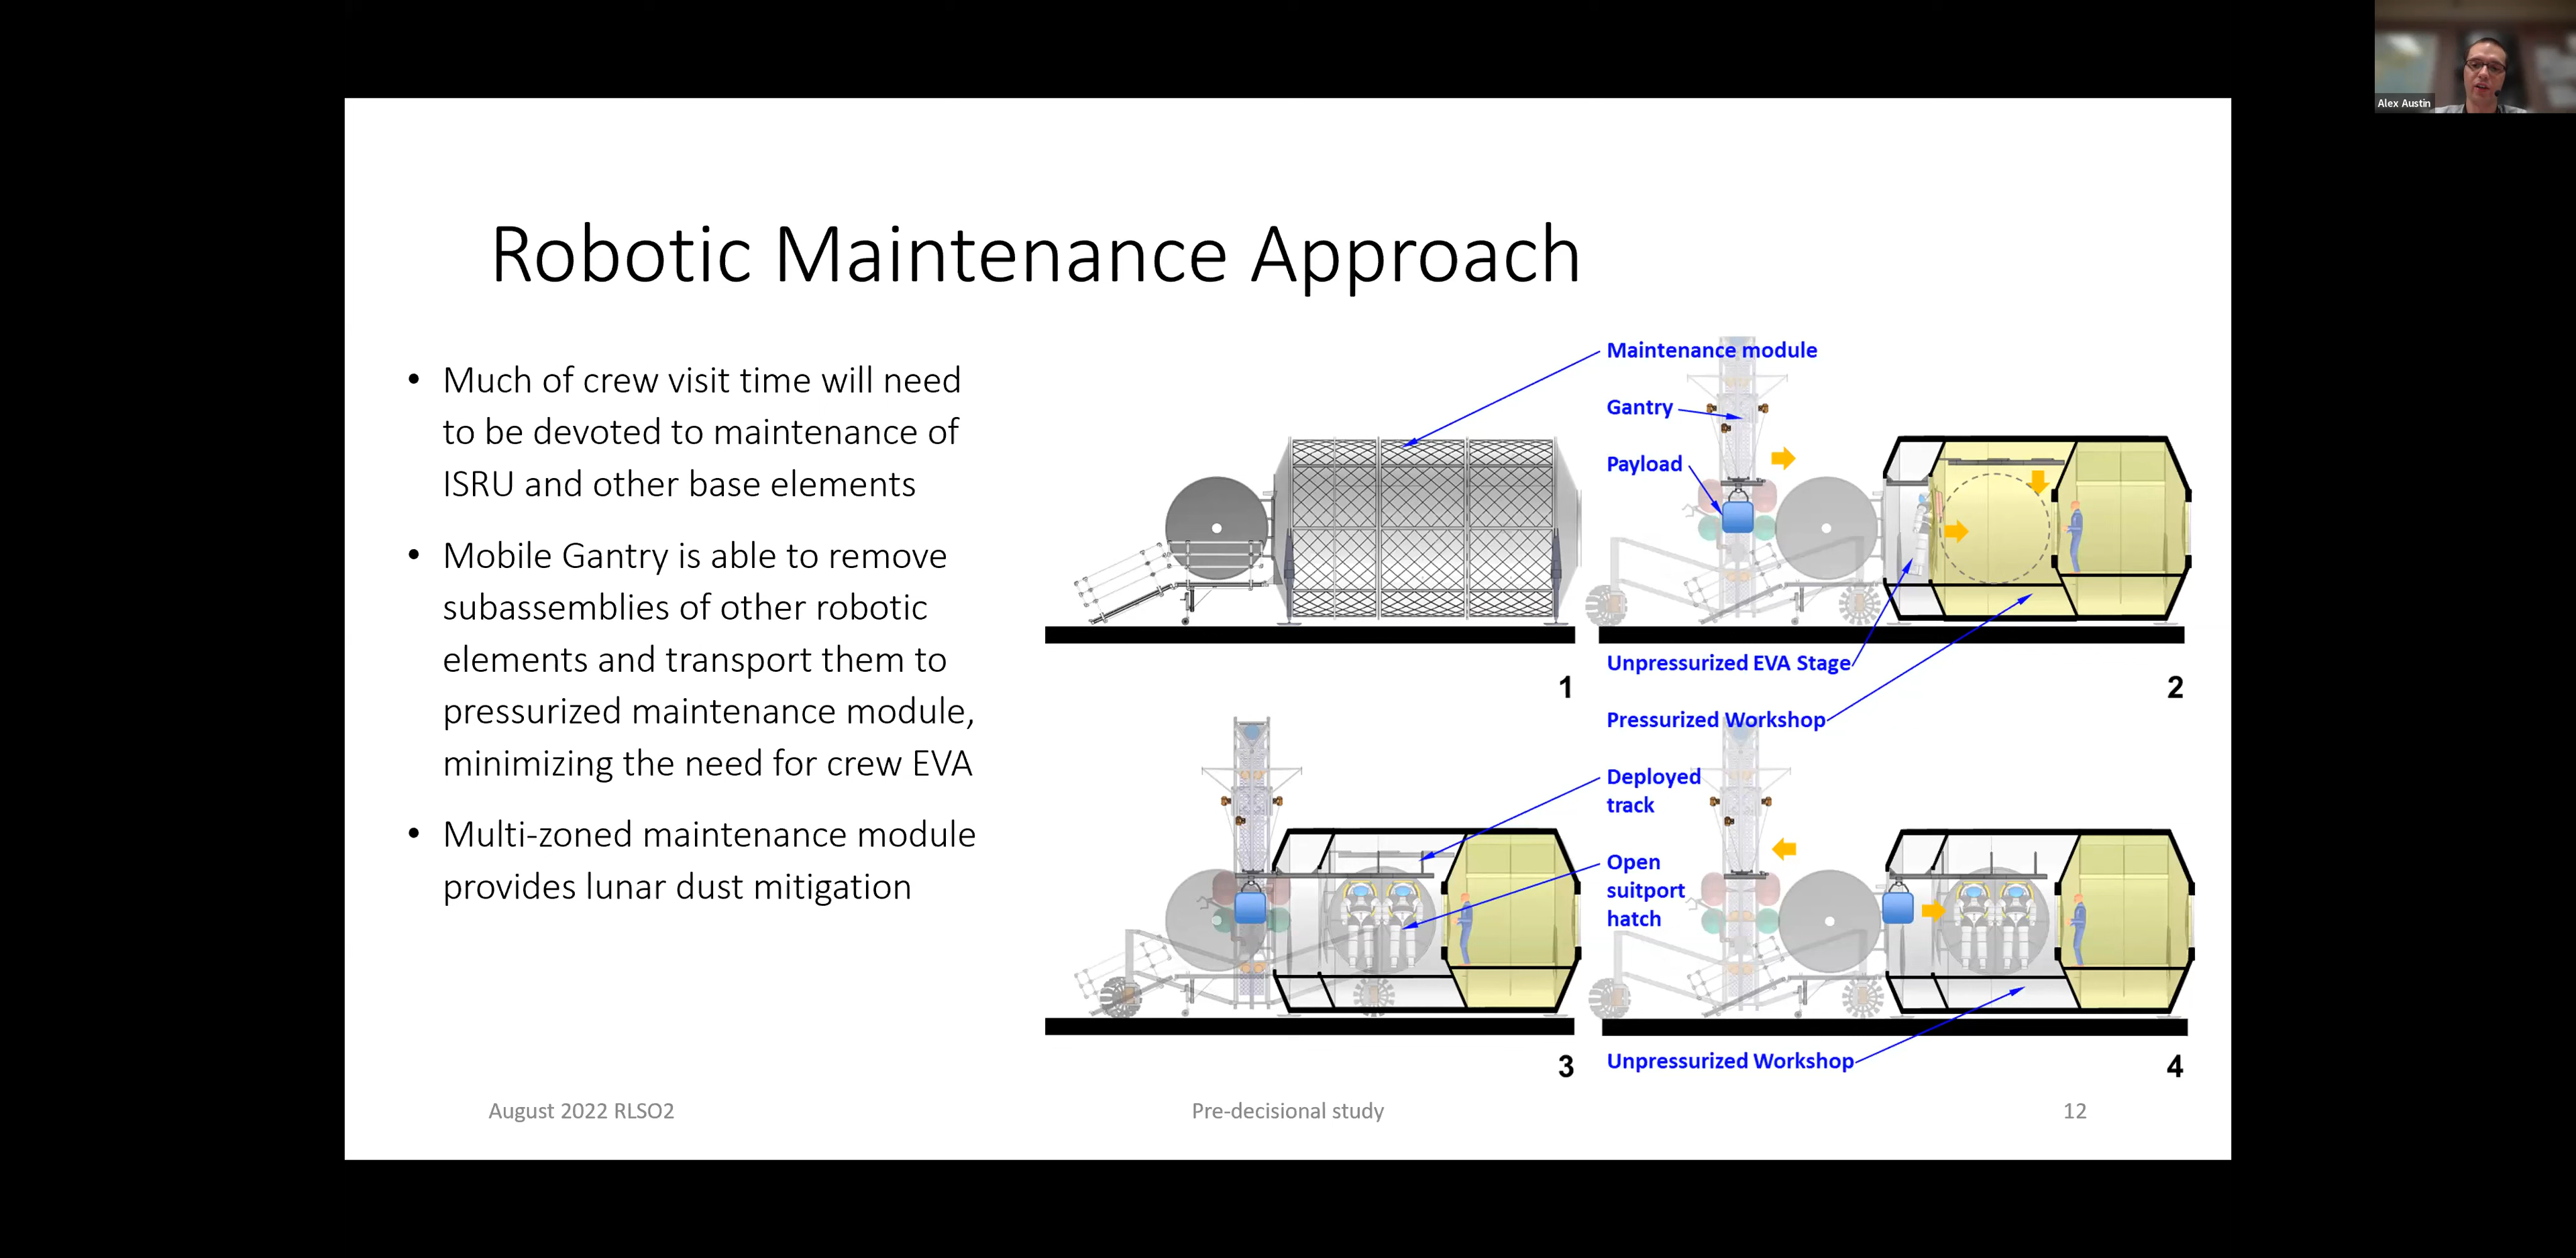 Alex Austin
Robotic Maintenance Approach
• Much of crew visit time will need
to be devoted to maintenance of
ISRU and other base elements
• Mobile Gantry is able to remove
subassemblies of other robotic
elements and transport them to
pressurized maintenance module,
minimizing the need for crew EVA
• Multi-zoned maintenance module
provides lunar dust mitigation
Maintenance module
Gantry
Payload
Unpressurized EVA Stage
1
2
Pressurized Workshop
Deployed
track
Open
suitport
hatch
Unpressurized Workshop
3
4
August 2022 RLSO2
Pre-decisional study
12